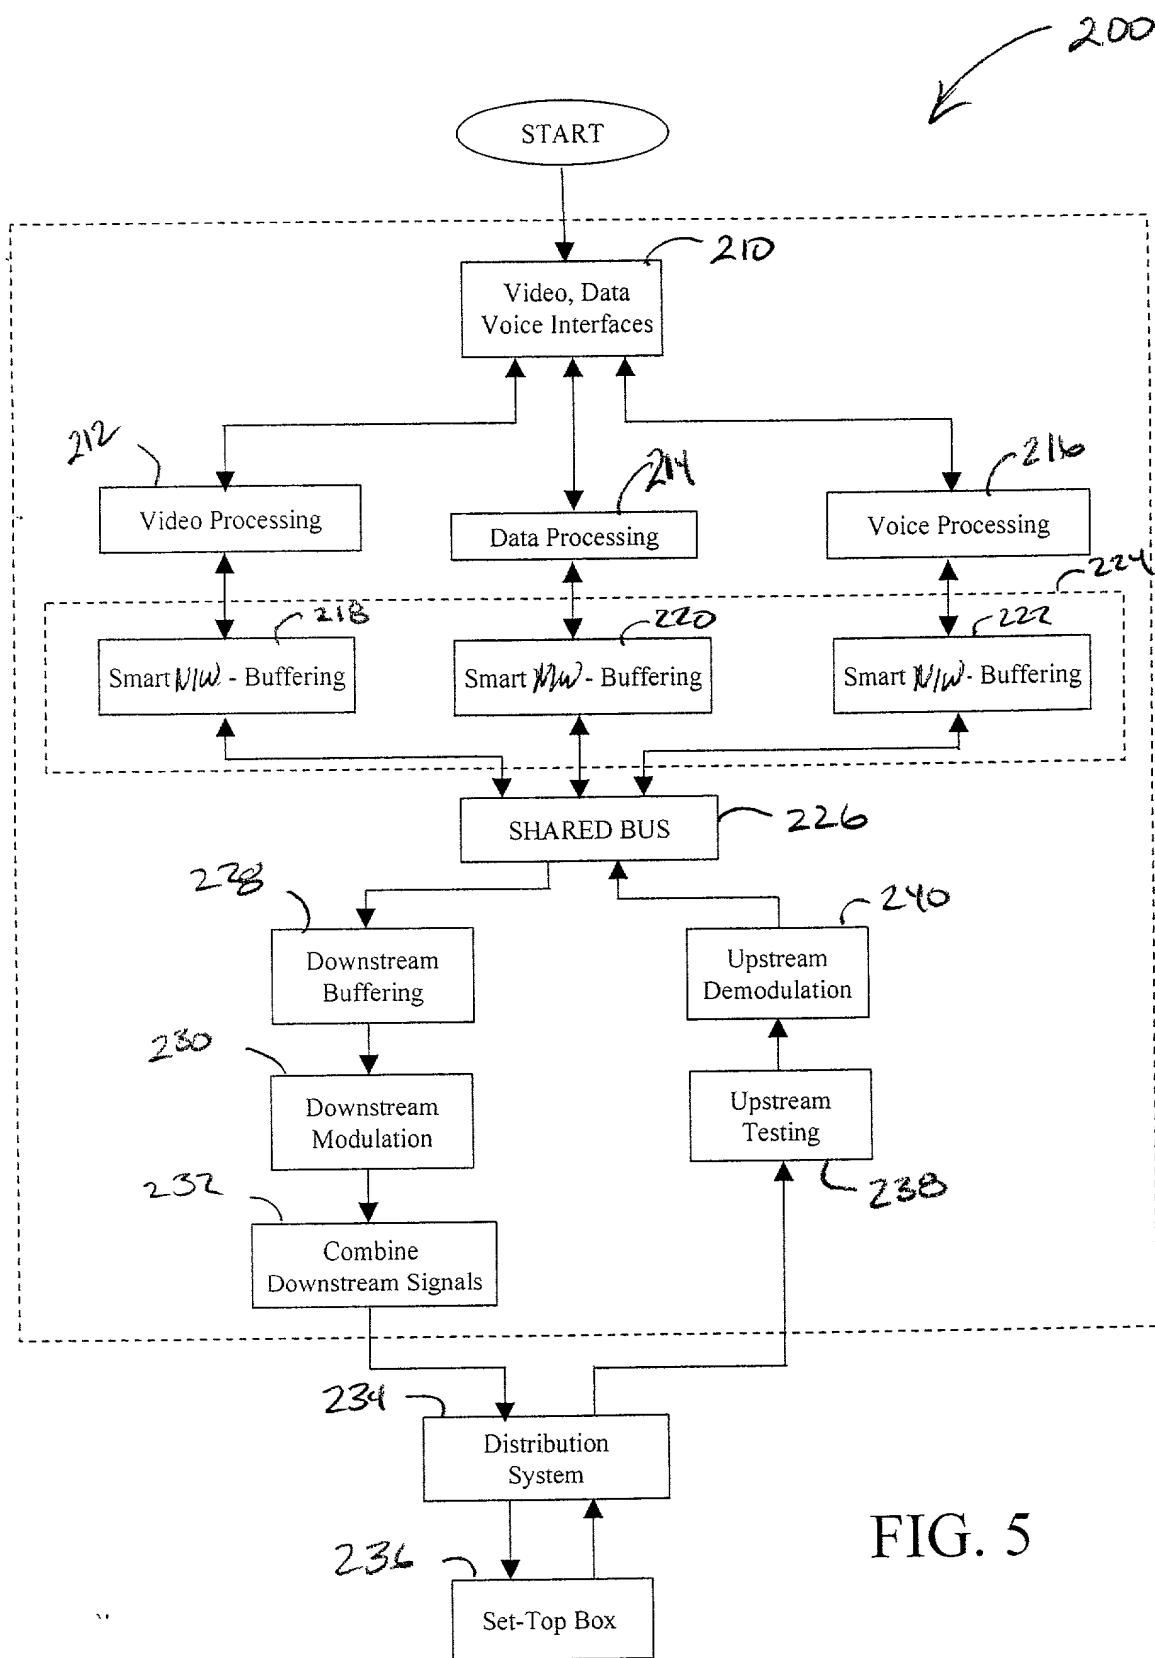 200
START
210
Video, Data
Voice Interfaces
212
Video Processing
214
Data Processing
216
Voice Processing
224
218
Smart N/W - Buffering
220
Smart N/W - Buffering
222
Smart N/W - Buffering
SHARED BUS
226
228
Downstream
Buffering
240
Upstream
Demodulation
230
Downstream
Modulation
Upstream
Testing
238
232
Combine
Downstream Signals
234
Distribution
System
236
Set-Top Box
FIG. 5